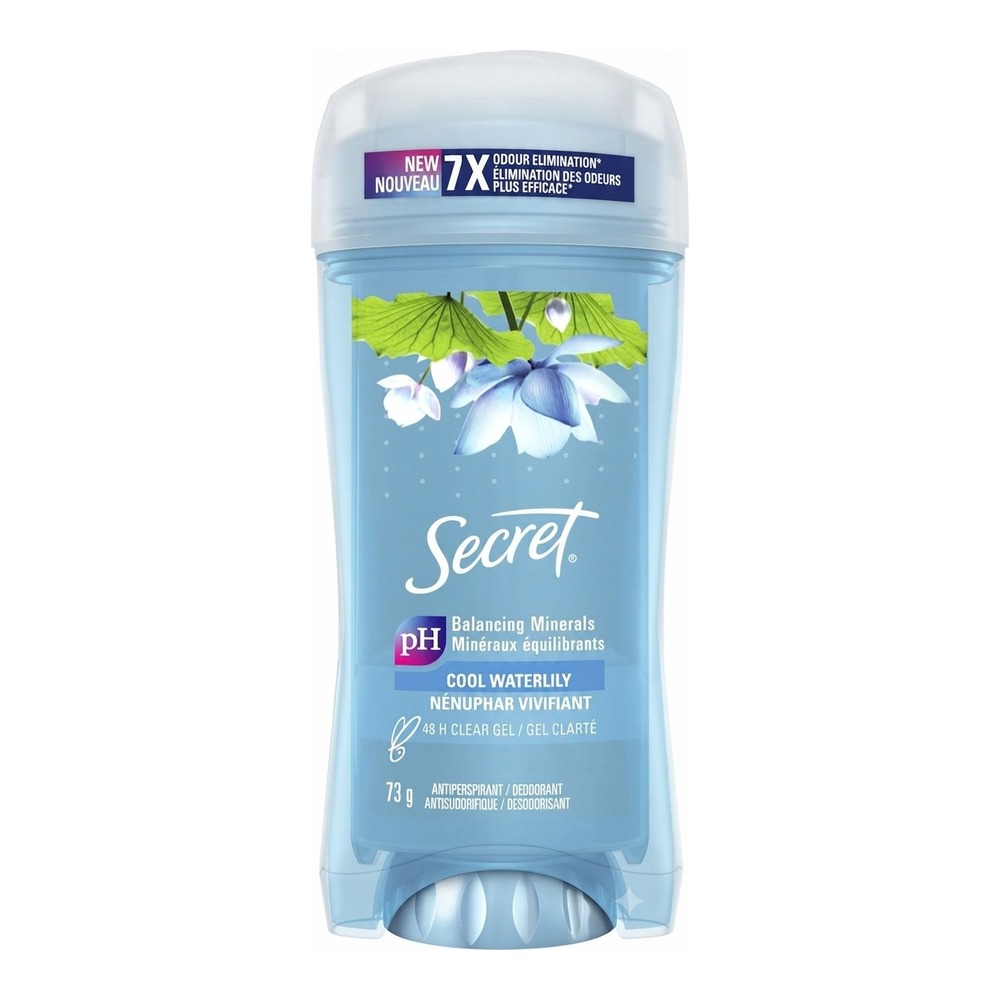 NEW
NOUVEAU
7X
ODOUR ELIMINATION*
ÉLIMINATION DES ODEURS
PLUS EFFICACE*
Secret®
pH
Balancing Minerals
Minéraux équilibrants
COOL WATERLILY
NÉNUPHAR VIVIFIANT
48 H CLEAR GEL / GEL CLARTÉ
73 g
ANTIPERSPIRANT / DEODORANT
ANTISUDORIFIQUE / DESODORISANT